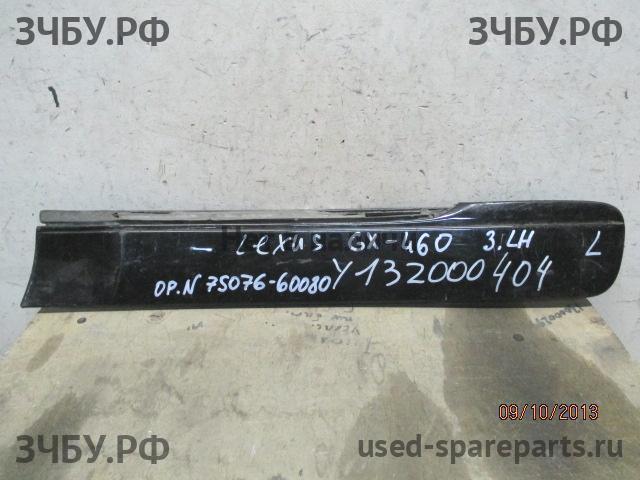 ЗЧБУ.РФ ЗЧБУ.РФ
- Lexus GX-460 З.LH L
OP.N 75076-60080 Y132000404
09/10/2013
ЗЧБУ.РФ used-spareparts.ru